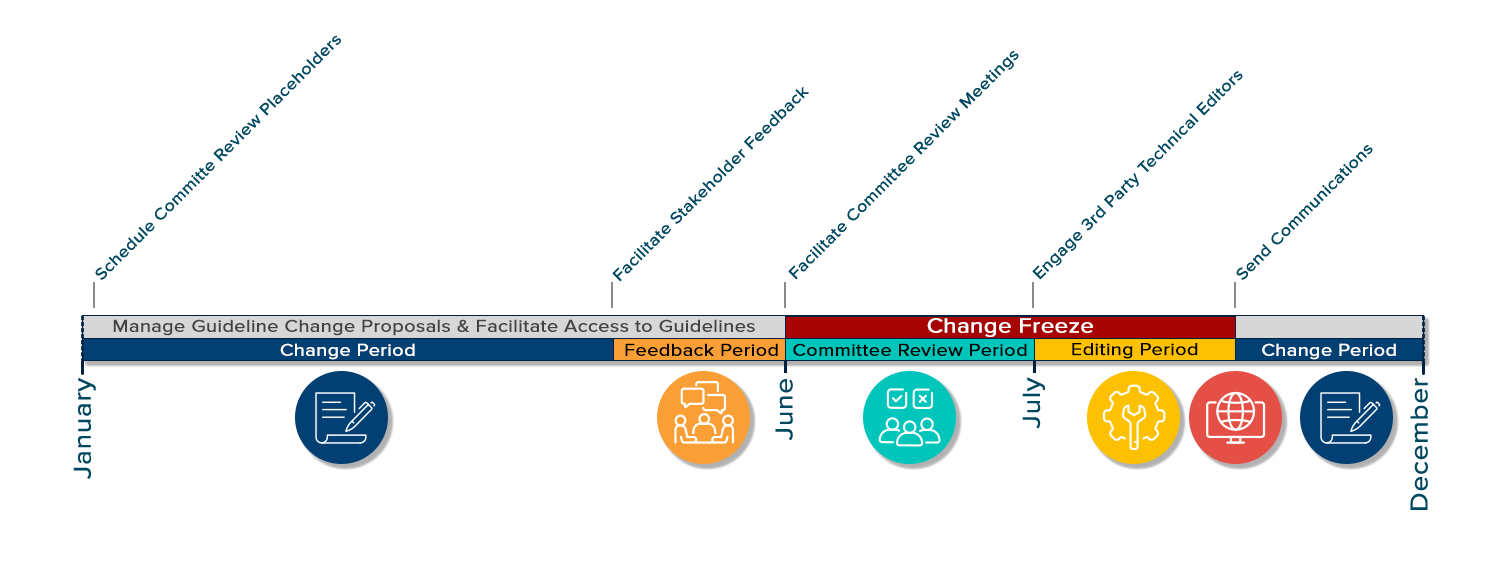 Schedule Committe Review Placeholders
Facilitate Stakeholder Feedback
Facilitate Committee Review Meetings
Engage 3rd Party Technical Editors
Send Communications
Manage Guideline Change Proposals & Facilitate Access to Guidelines
Change Freeze
Change Period
Feedback Period
Committee Review Period
Editing Period
Change Period
January
June
July
December